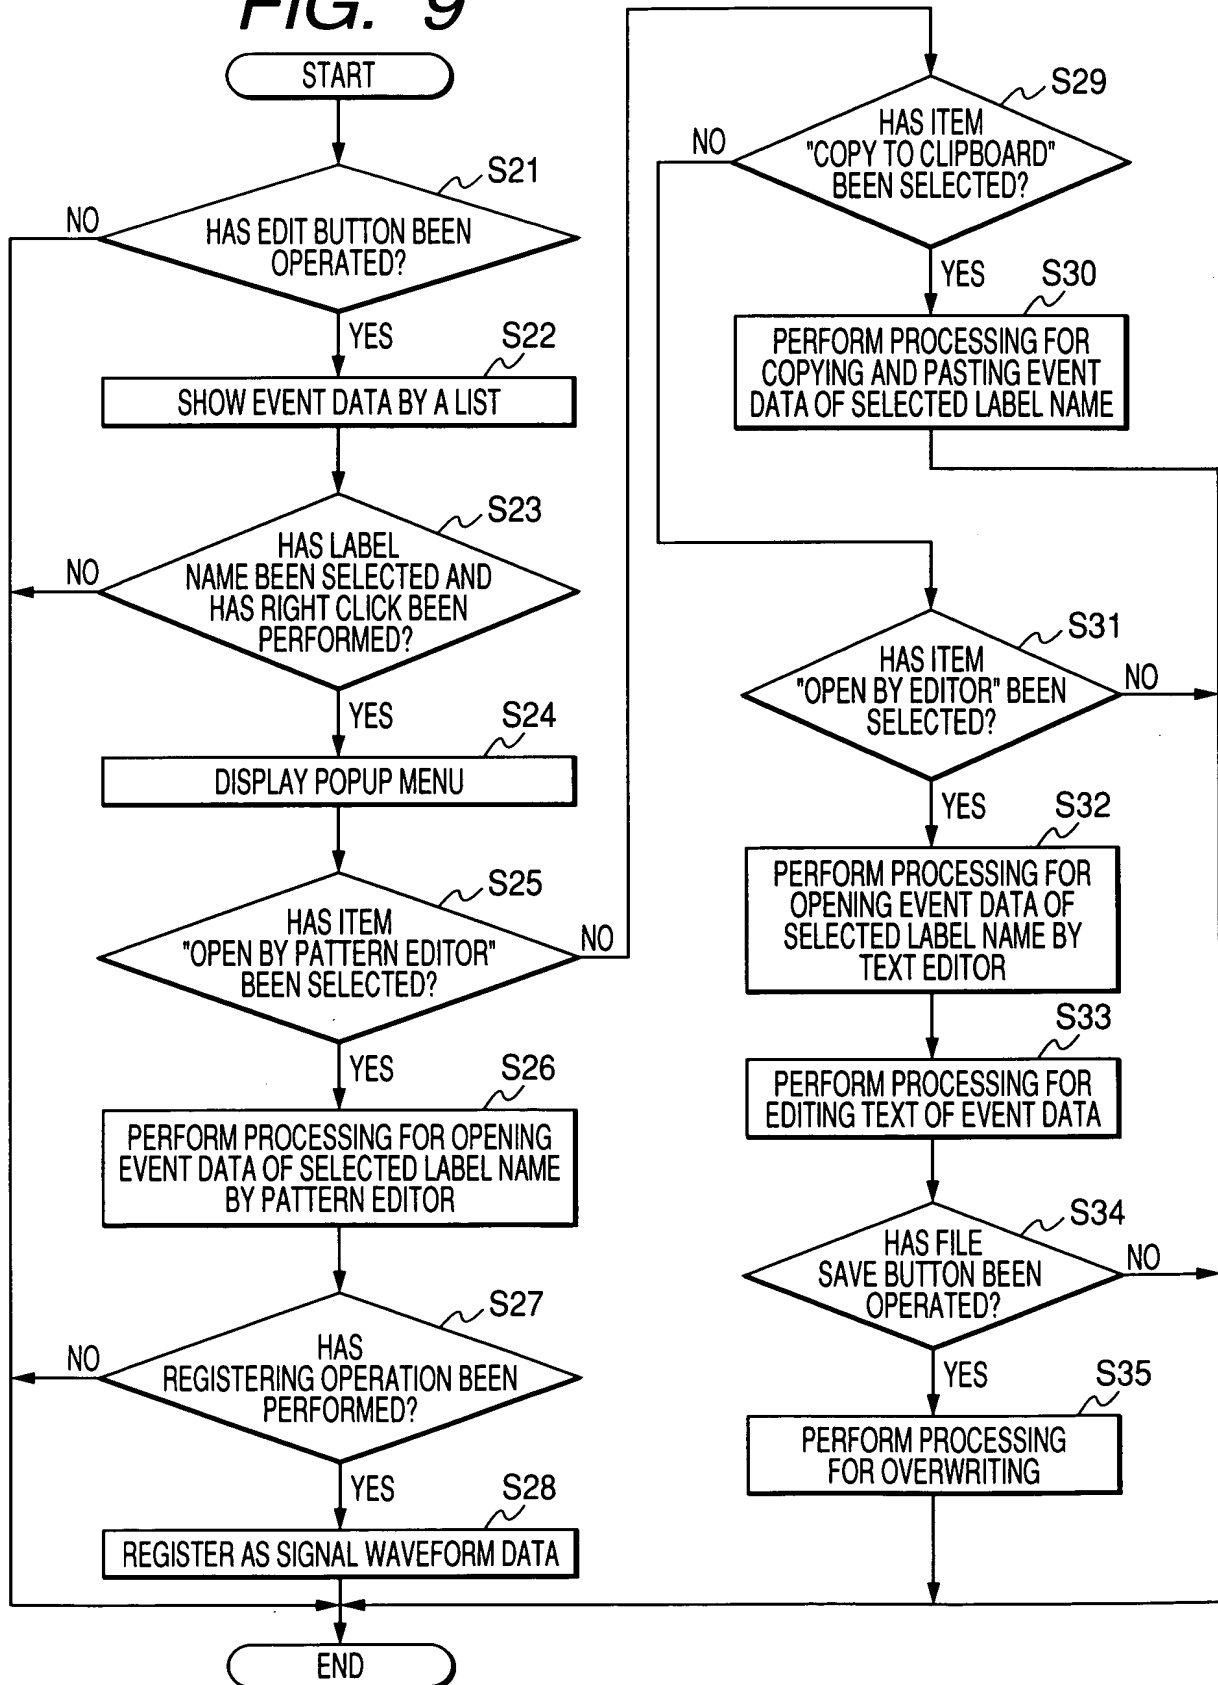 FIG. 9
START
S21
NO
HAS EDIT BUTTON BEEN
OPERATED?
YES
S22
SHOW EVENT DATA BY A LIST
S23
HAS LABEL
NO
NAME BEEN SELECTED AND
HAS RIGHT CLICK BEEN
PERFORMED?
YES
S24
DISPLAY POPUP MENU
S25
HAS ITEM
"OPEN BY PATTERN EDITOR"
BEEN SELECTED?
NO
YES
S26
PERFORM PROCESSING FOR OPENING
EVENT DATA OF SELECTED LABEL NAME
BY PATTERN EDITOR
S27
HAS
NO
REGISTERING OPERATION BEEN
PERFORMED?
YES
S28
REGISTER AS SIGNAL WAVEFORM DATA
END
S29
HAS ITEM
NO
"COPY TO CLIPBOARD"
BEEN SELECTED?
YES
S30
PERFORM PROCESSING FOR
COPYING AND PASTING EVENT
DATA OF SELECTED LABEL NAME
S31
HAS ITEM
"OPEN BY EDITOR" BEEN
SELECTED?
NO
YES
S32
PERFORM PROCESSING FOR
OPENING EVENT DATA OF
SELECTED LABEL NAME BY
TEXT EDITOR
S33
PERFORM PROCESSING FOR
EDITING TEXT OF EVENT DATA
S34
HAS FILE
SAVE BUTTON BEEN
OPERATED?
NO
YES
S35
PERFORM PROCESSING
FOR OVERWRITING